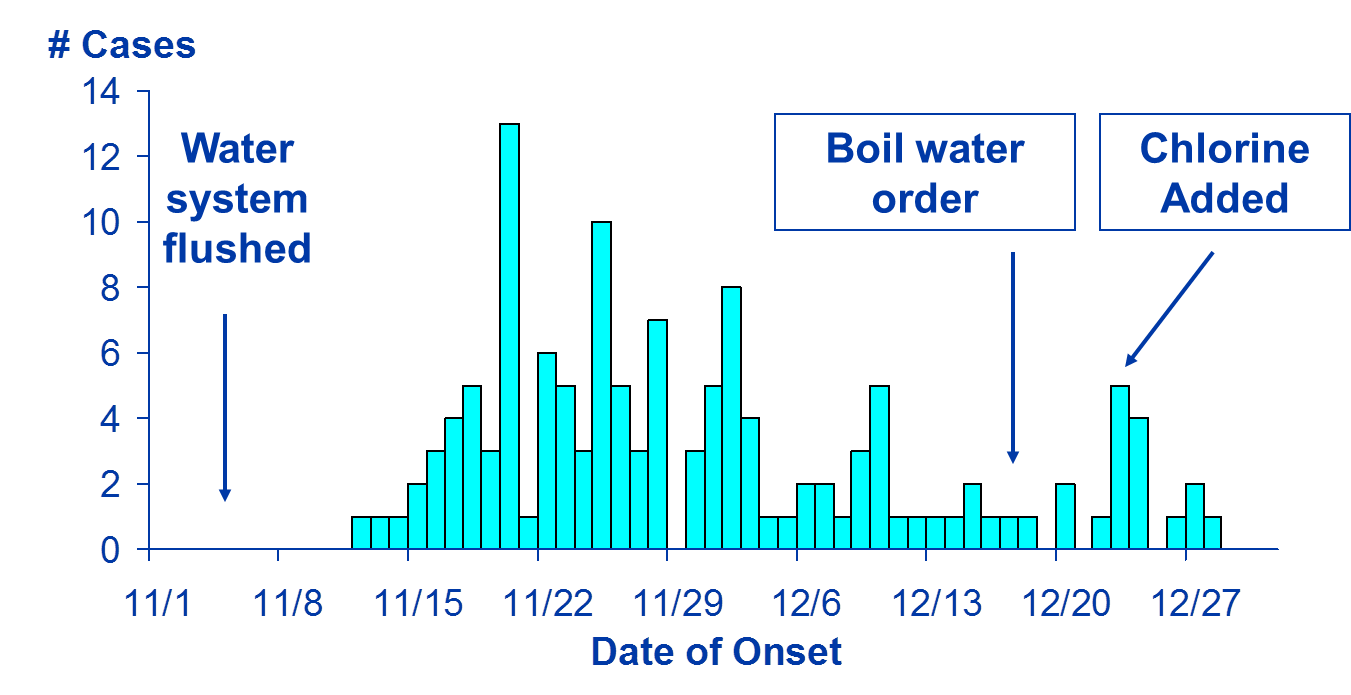 # Cases
14
12
10
8
6
4
2
0
Water
system
flushed
Boil water
order
Chlorine
Added
11/1 11/8 11/15 11/22 11/29 12/6 12/13 12/20 12/27
Date of Onset